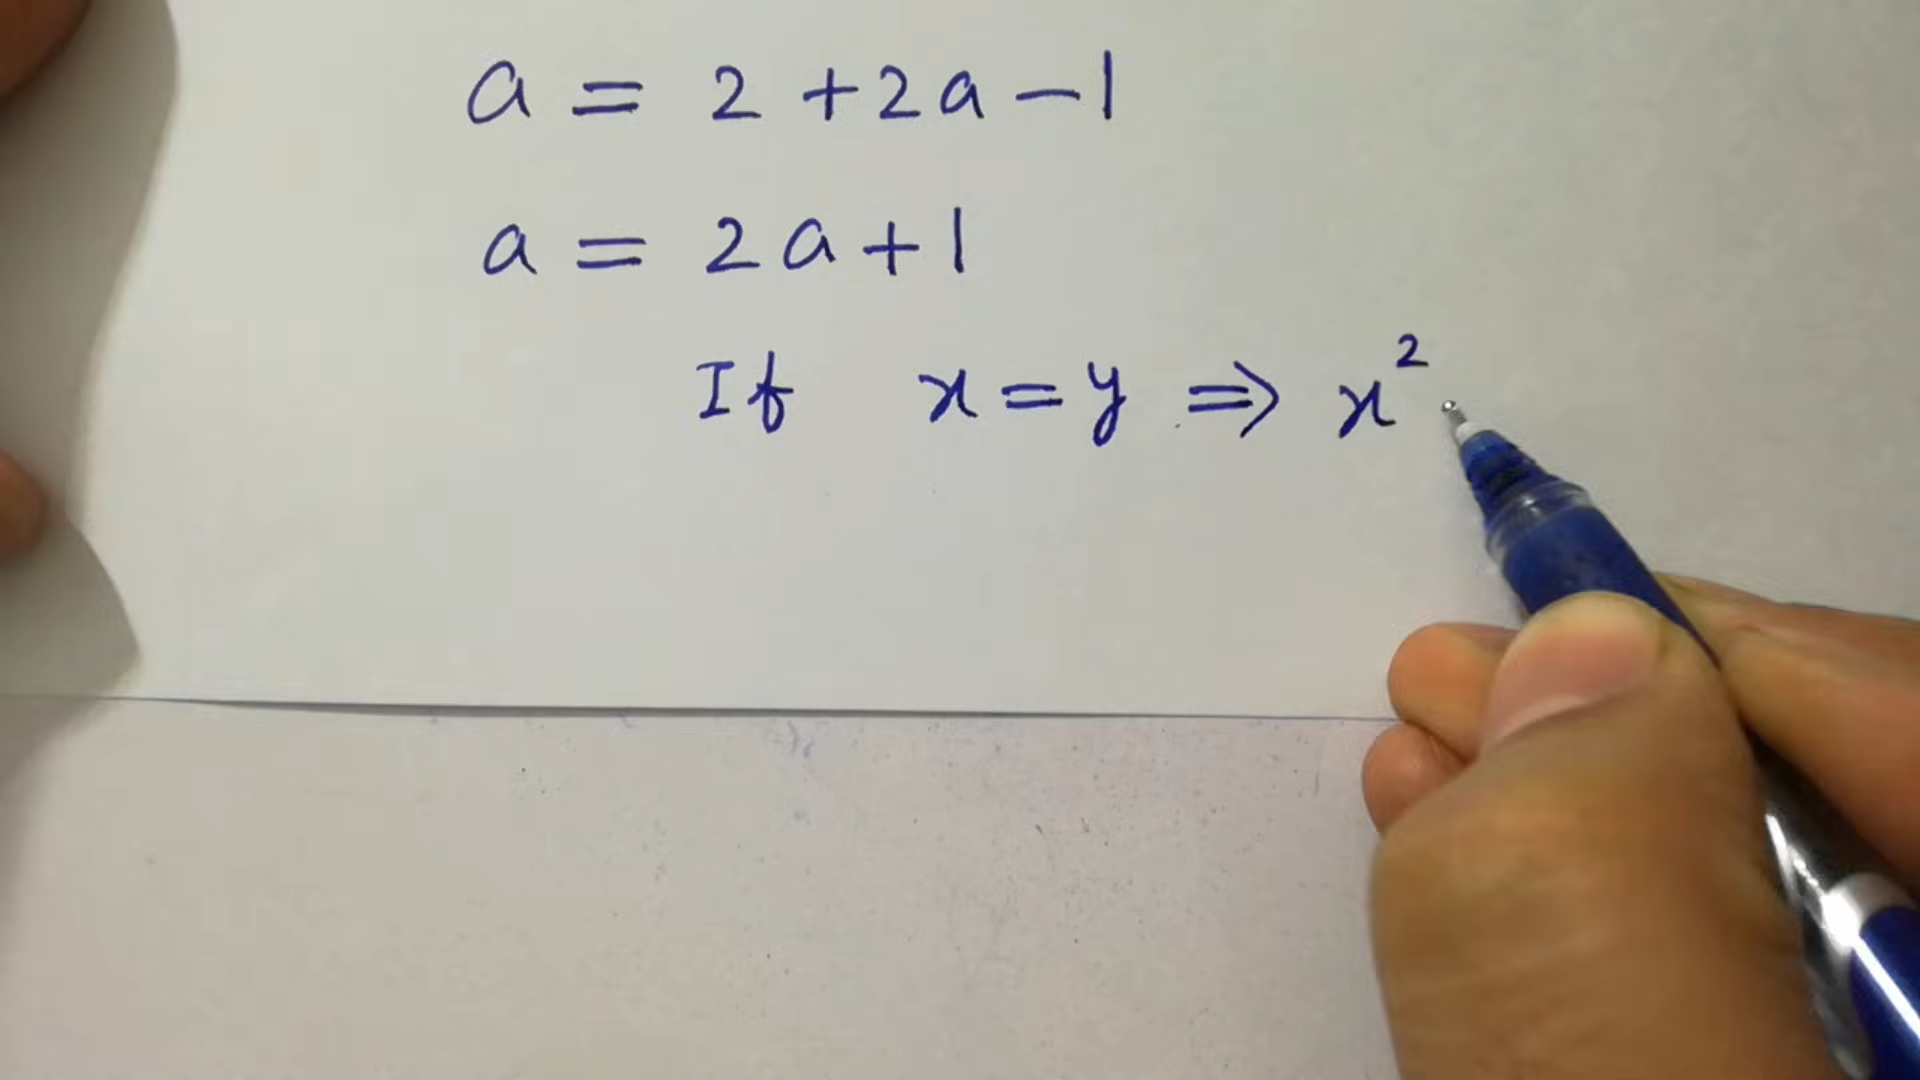 a = 2 + 2a - 1
a = 2a + 1
If x = y ⇒ x²